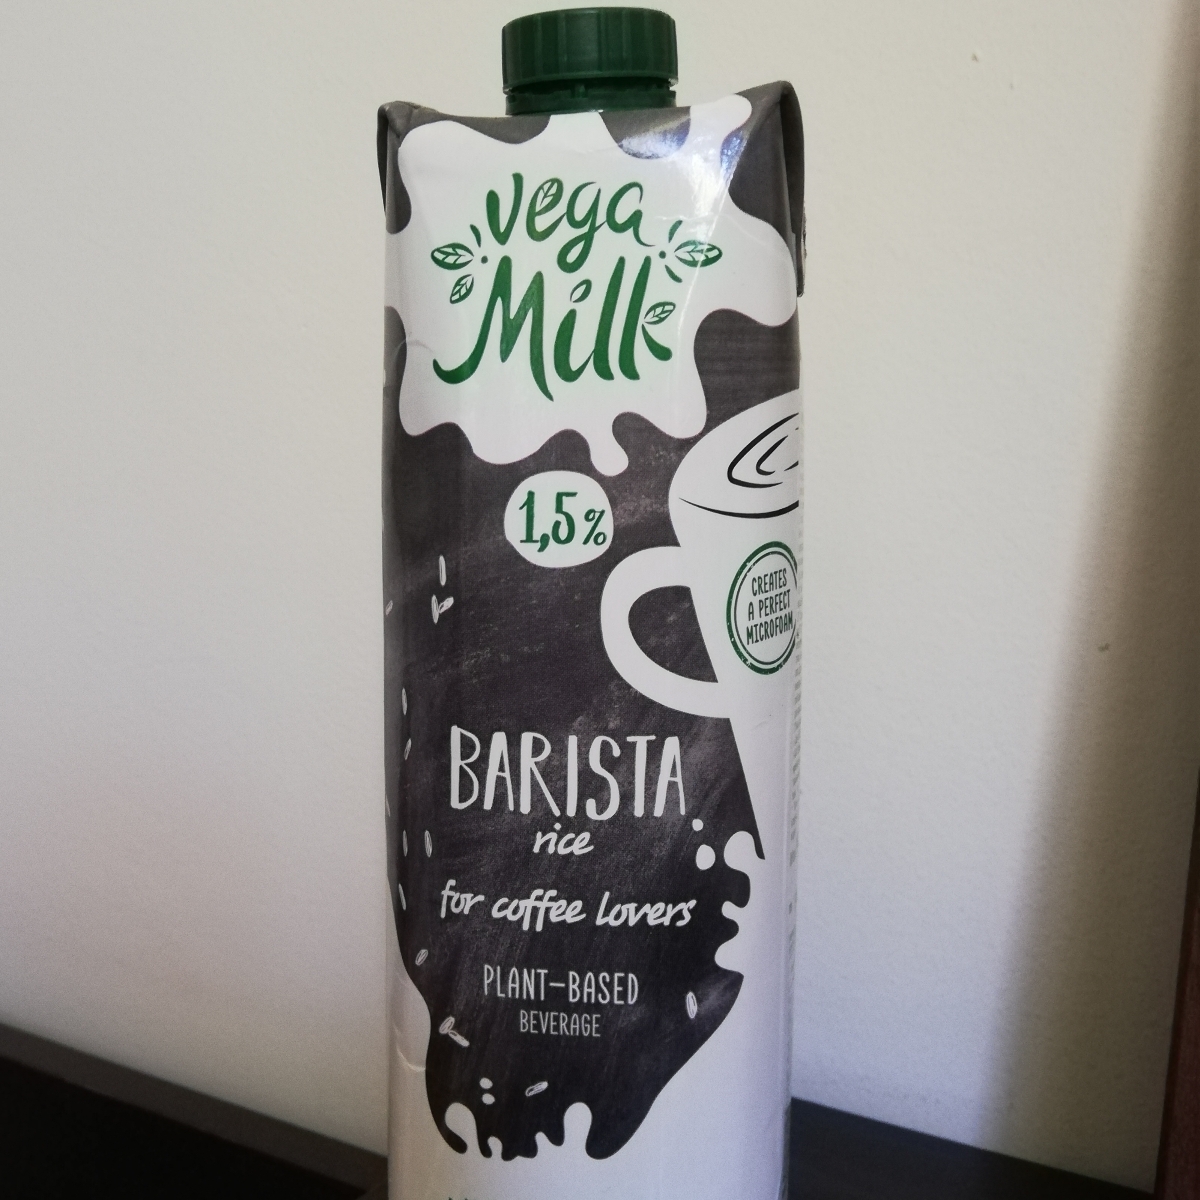 vega
Milk
1,5%
CREATES
A PERFECT
MICROFOAM
BARISTA
rice
for coffee lovers
PLANT-BASED
BEVERAGE